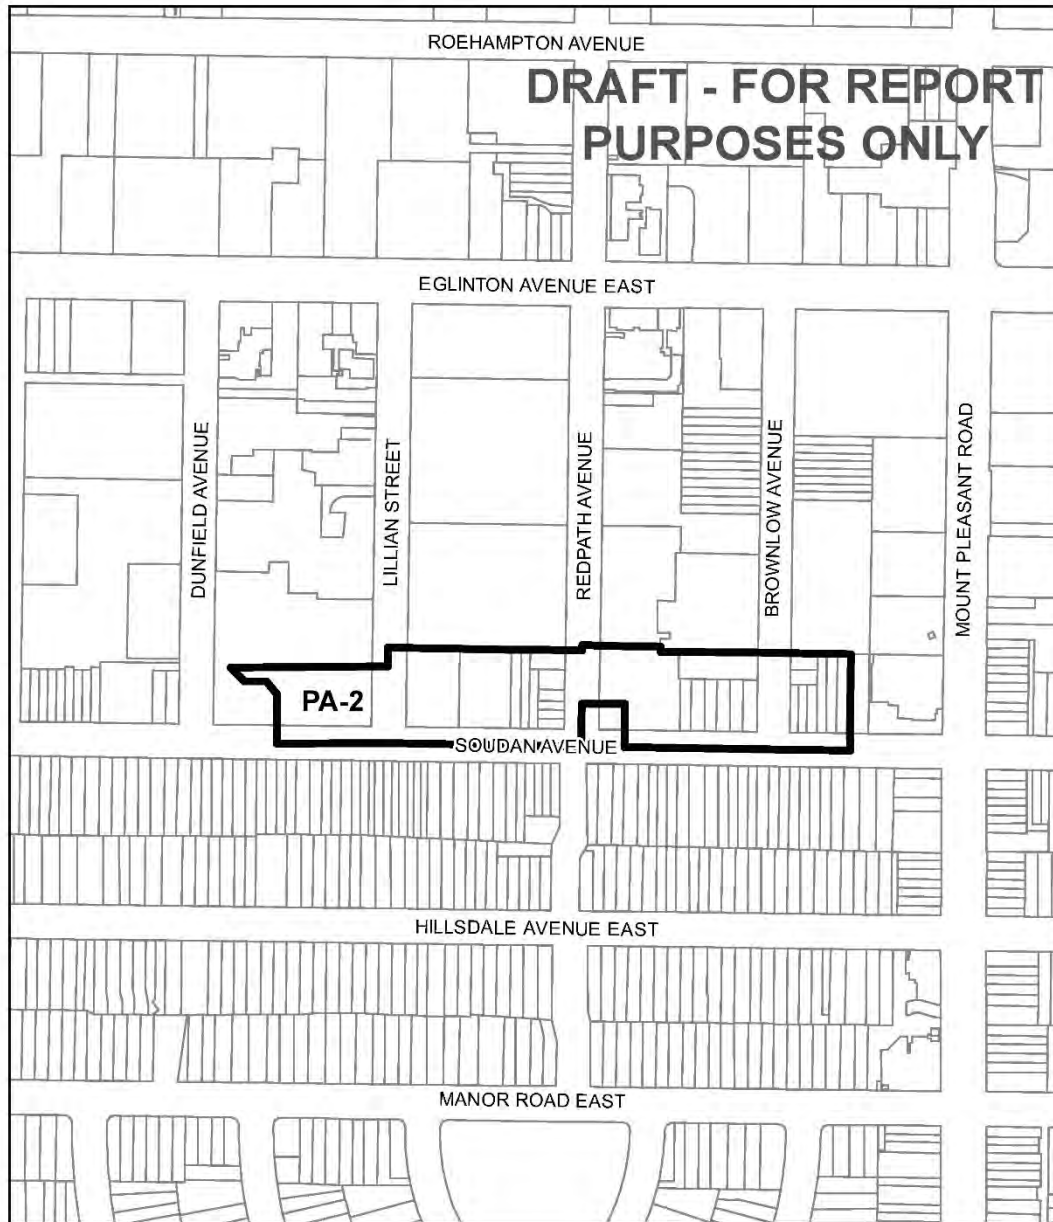 ROEHAMPTON AVENUE
DRAFT - FOR REPORT
PURPOSES ONLY
EGLINTON AVENUE EAST
DUNFIELD AVENUE
LILLIAN STREET
REDPATH AVENUE
BROWNLOW AVENUE
MOUNT PLEASANT ROAD
PA-2
SOUDAN AVENUE
HILLSDALE AVENUE EAST
MANOR ROAD EAST